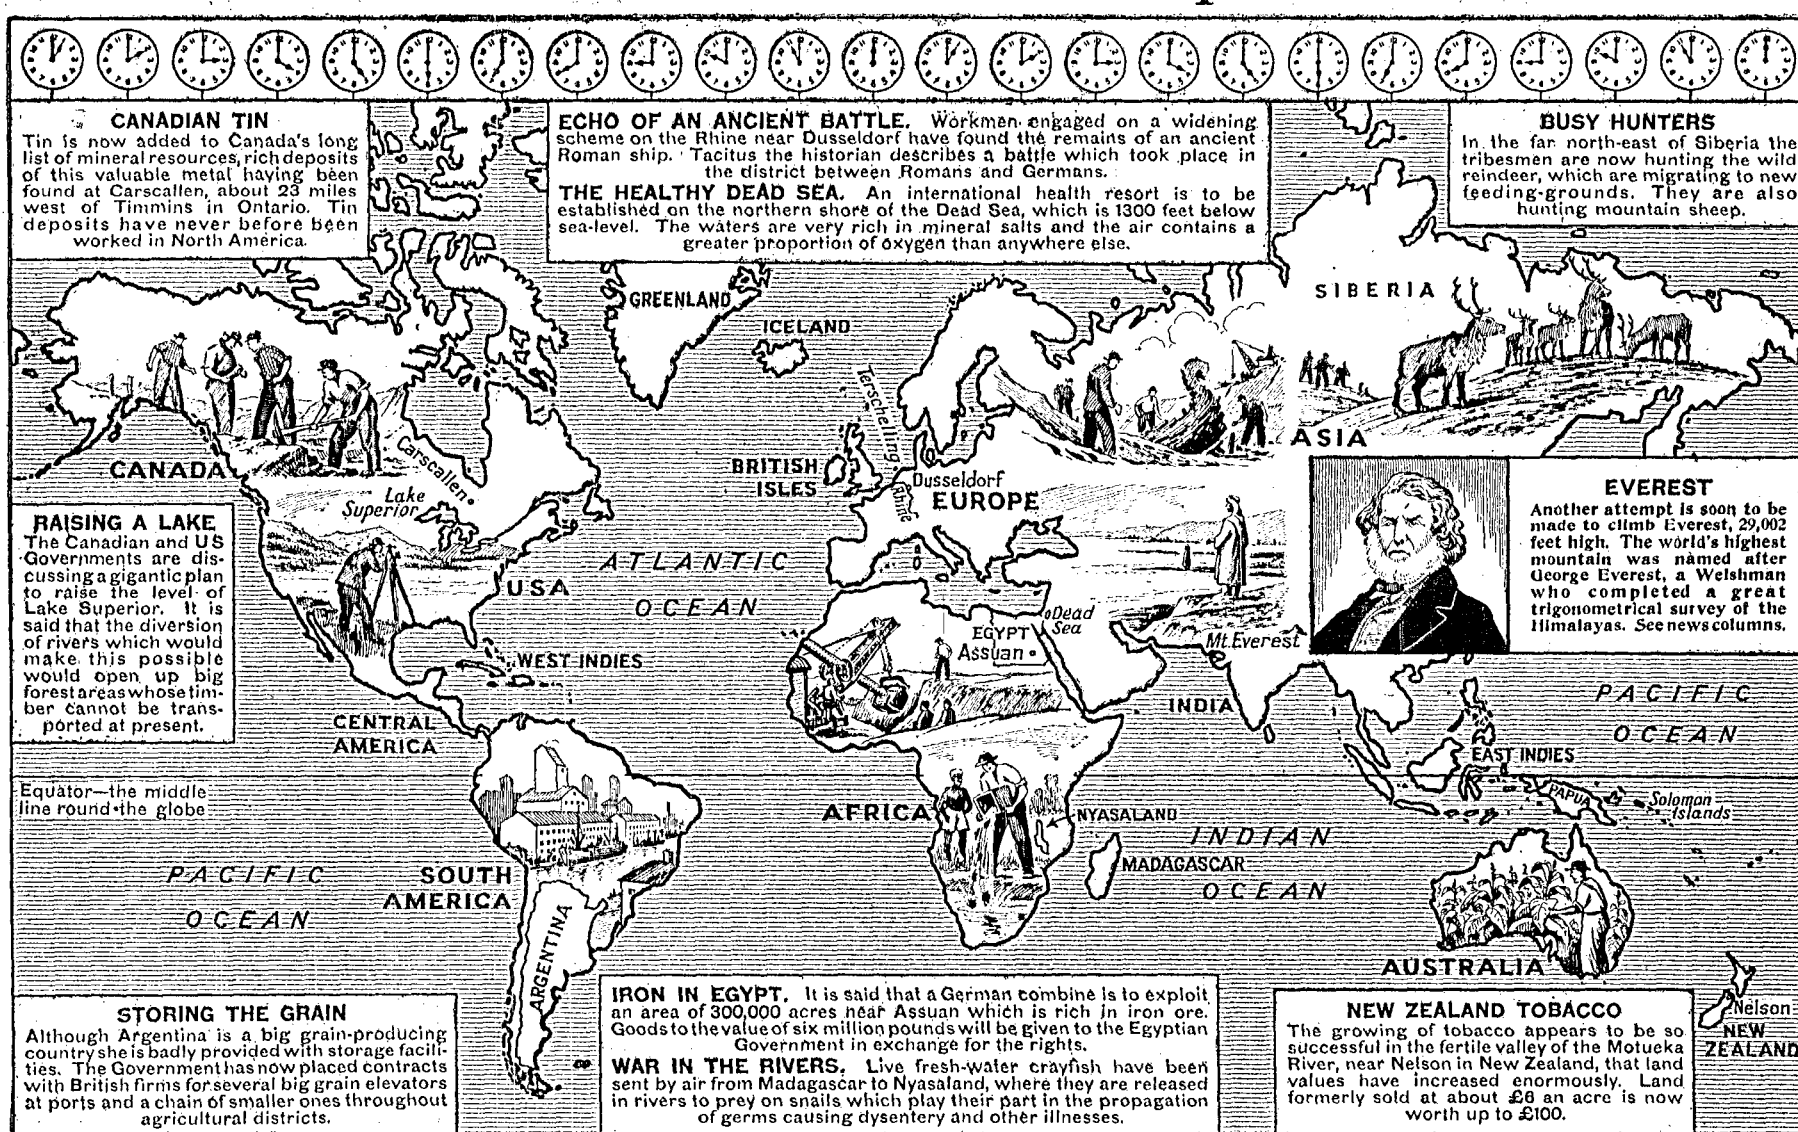 CANADIAN TIN
Tin is now added to Canada's long
list of mineral resources, rich deposits
of this valuable metal having been
found at Carscallen, about 23 miles
west of Timmins in Ontario. Tin
deposits have never before been
worked in North America.
ECHO OF AN ANCIENT BATTLE. Workmen engaged on a widening
scheme on the Rhine near Dusseldorf have found the remains of an ancient
Roman ship. Tacitus the historian describes a battle which took place in
the district between Romans and Germans.
THE HEALTHY DEAD SEA. An international health resort is to be
established on the northern shore of the Dead Sea, which is 1300 feet below
sea-level. The waters are very rich in mineral salts and the air contains a
greater proportion of oxygen than anywhere else.
BUSY HUNTERS
In the far north-east of Siberia the
tribesmen are now hunting the wild
reindeer, which are migrating to new
feeding-grounds. They are also
hunting mountain sheep.
GREENLAND
ICELAND
SIBERIA
Terschelling
ASIA
CANADA
Carscallen
Lake
Superior
BRITISH
ISLES
Dusseldorf
Rhine
EUROPE
EVEREST
Another attempt is soon to be
made to climb Everest, 29,002
feet high. The world's highest
mountain was named after
George Everest, a Welshman
who completed a great
trigonometrical survey of the
Himalayas. See news columns.
RAISING A LAKE
The Canadian and US
Governments are dis-
cussing a gigantic plan
to raise the level of
Lake Superior. It is
said that the diversion
of rivers which would
make this possible
would open up big
forest areas whose tim-
ber cannot be trans-
ported at present.
USA
ATLANTIC
OCEAN
Dead
Sea
EGYPT
Assuan
Mt. Everest
WEST INDIES
INDIA
PACIFIC
OCEAN
CENTRAL
AMERICA
EAST INDIES
Equator—the middle
line round the globe
AFRICA
NYASALAND
PAPUA
Soloman
Islands
INDIAN
OCEAN
MADAGASCAR
PACIFIC
OCEAN
SOUTH
AMERICA
ARGENTINA
AUSTRALIA
Nelson
NEW
ZEALAND
STORING THE GRAIN
Although Argentina is a big grain-producing
country she is badly provided with storage facili-
ties. The Government has now placed contracts
with British firms for several big grain elevators
at ports and a chain of smaller ones throughout
agricultural districts.
IRON IN EGYPT. It is said that a German combine is to exploit
an area of 300,000 acres near Assuan which is rich in iron ore.
Goods to the value of six million pounds will be given to the Egyptian
Government in exchange for the rights.
WAR IN THE RIVERS. Live fresh-water crayfish have been
sent by air from Madagascar to Nyasaland, where they are released
in rivers to prey on snails which play their part in the propagation
of germs causing dysentery and other illnesses.
NEW ZEALAND TOBACCO
The growing of tobacco appears to be so
successful in the fertile valley of the Motueka
River, near Nelson in New Zealand, that land
values have increased enormously. Land
formerly sold at about £6 an acre is now
worth up to £100.